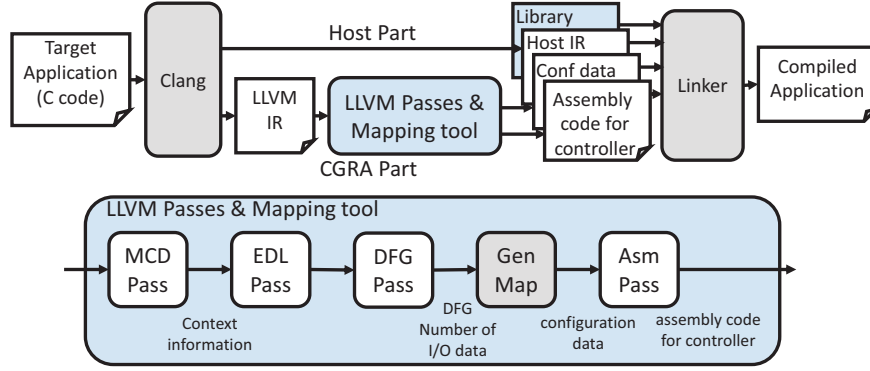 Target
Application
(C code)
Clang
Host Part
LLVM
IR
LLVM Passes &
Mapping tool
CGRA Part
Library
Host IR
Conf data
Assembly
code for
controller
Linker
Compiled
Application
LLVM Passes & Mapping tool
MCD
Pass
EDL
Pass
DFG
Pass
Gen
Map
Asm
Pass
Context
information
DFG
Number of
I/O data
configuration
data
assembly code
for controller